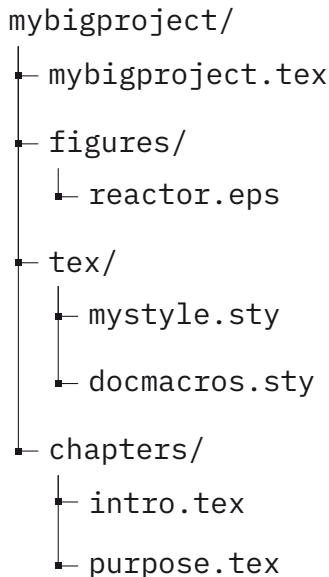 mybigproject/
mybigproject.tex
figures/
reactor.eps
tex/
mystyle.sty
docmacros.sty
chapters/
intro.tex
purpose.tex